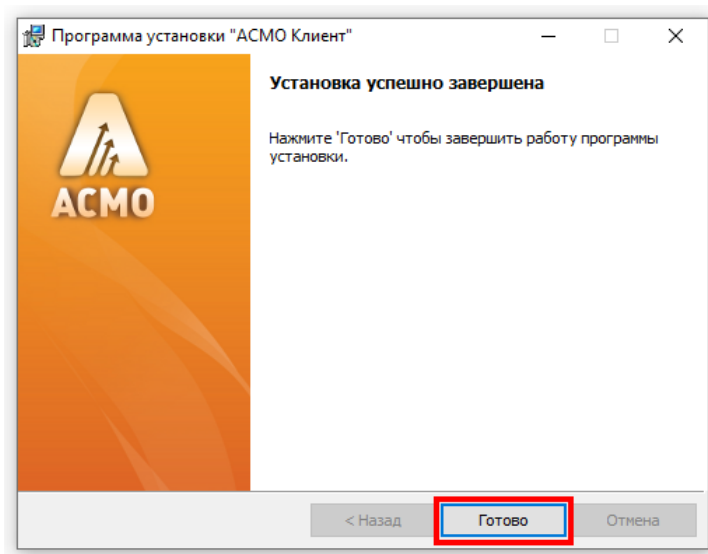 Программа установки "АСМО Клиент"
Установка успешно завершена
Нажмите 'Готово' чтобы завершить работу программы
установки.
АСМО
< Назад
Готово
Отмена